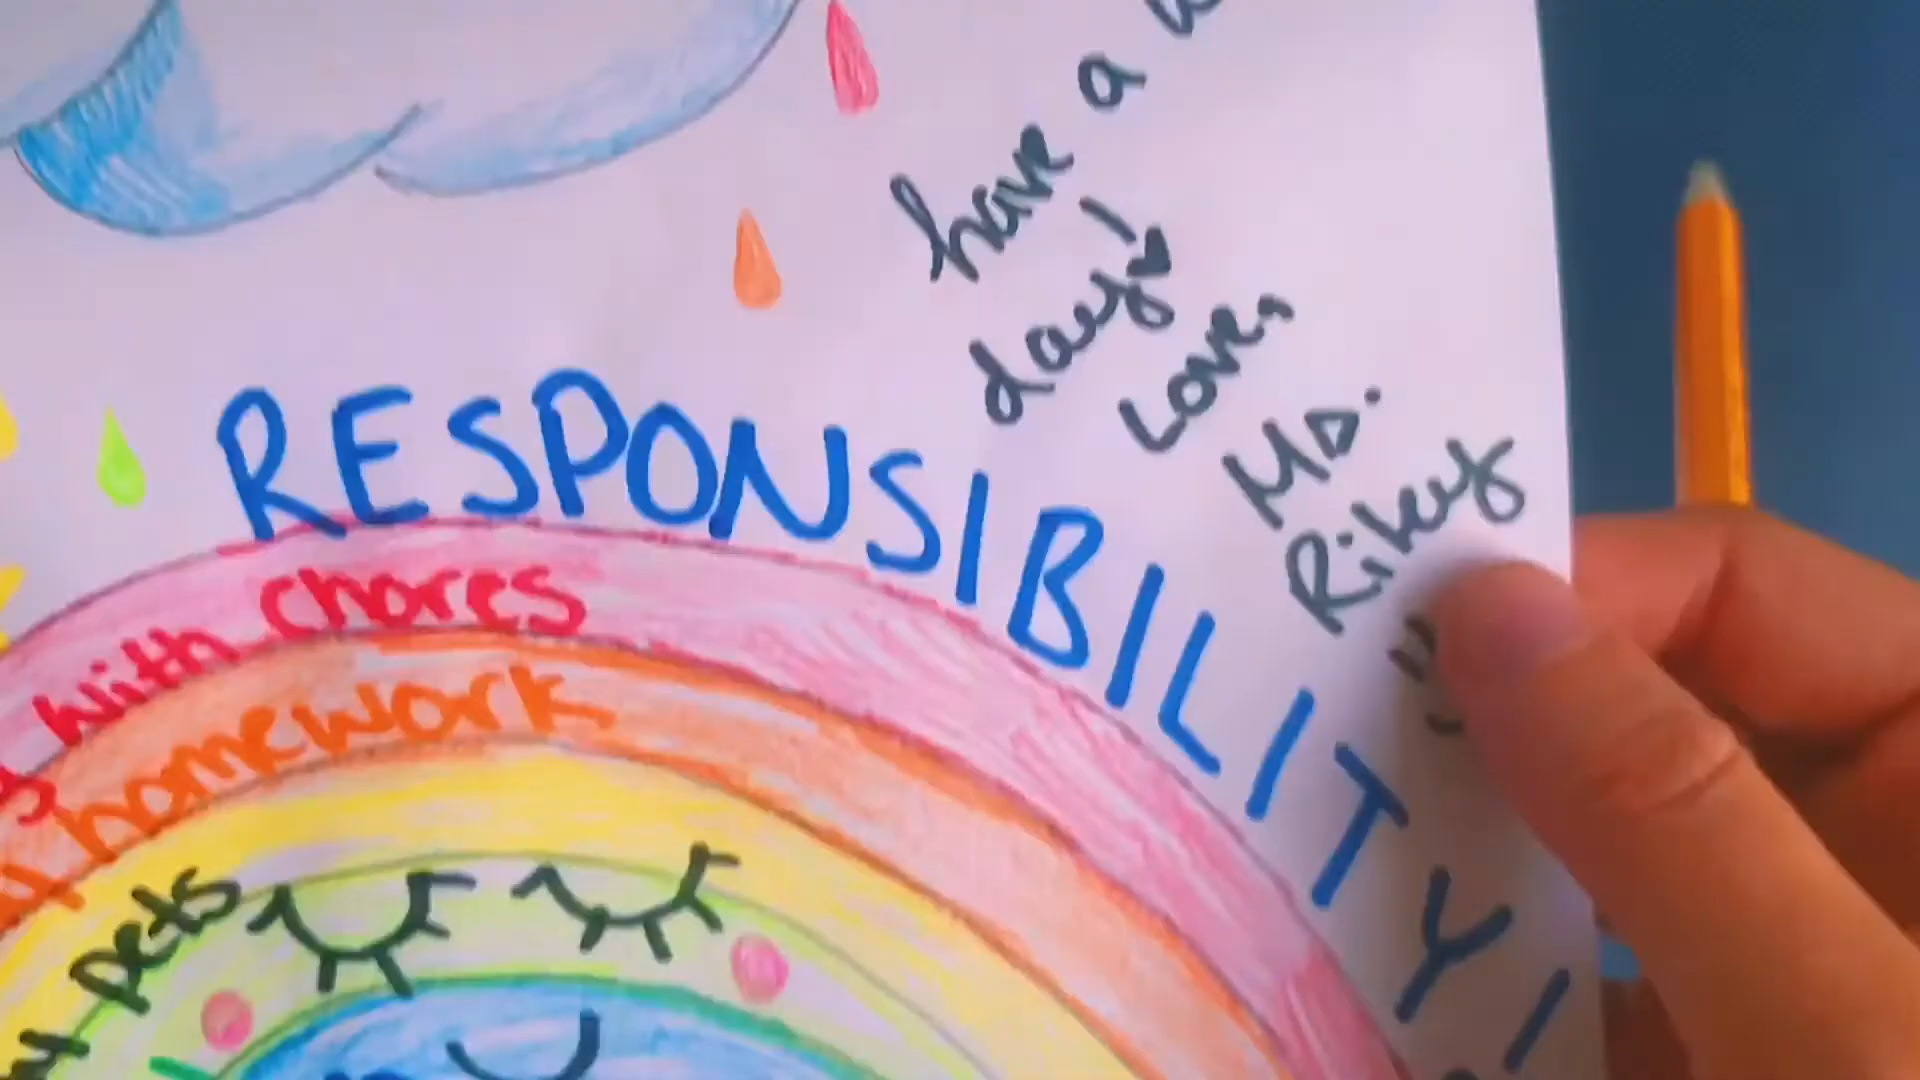 have a
day!
Love,
Ms.
Riley
RESPONSIBILITY!
with chores
homework
pets